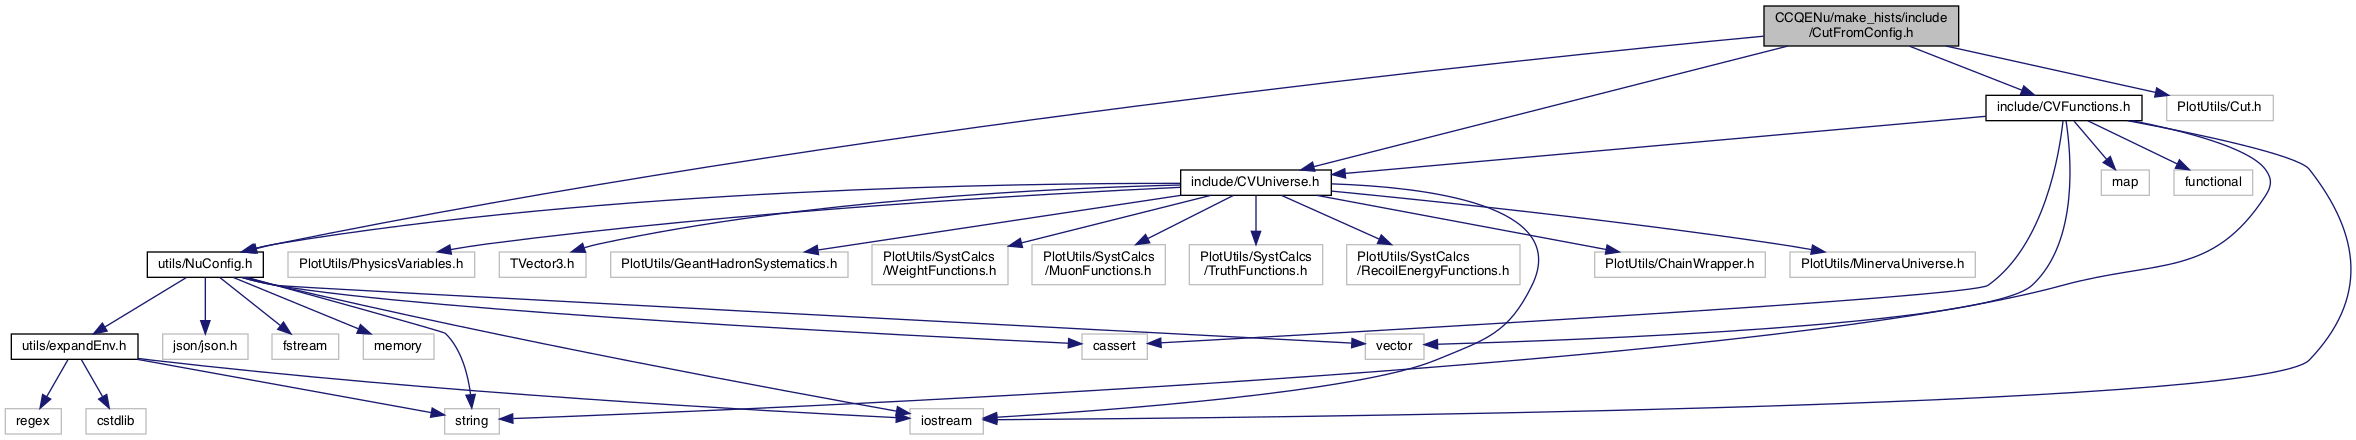 CCQENu/make_hists/include
/CutFromConfig.h
include/CVFunctions.h
PlotUtils/Cut.h
include/CVUniverse.h
map
functional
utils/NuConfig.h
PlotUtils/PhysicsVariables.h
TVector3.h
PlotUtils/GeantHadronSystematics.h
PlotUtils/SystCalcs
/WeightFunctions.h
PlotUtils/SystCalcs
/MuonFunctions.h
PlotUtils/SystCalcs
/TruthFunctions.h
PlotUtils/SystCalcs
/RecoilEnergyFunctions.h
PlotUtils/ChainWrapper.h
PlotUtils/MinervaUniverse.h
utils/expandEnv.h
json/json.h
fstream
memory
cassert
vector
regex
cstdlib
string
iostream